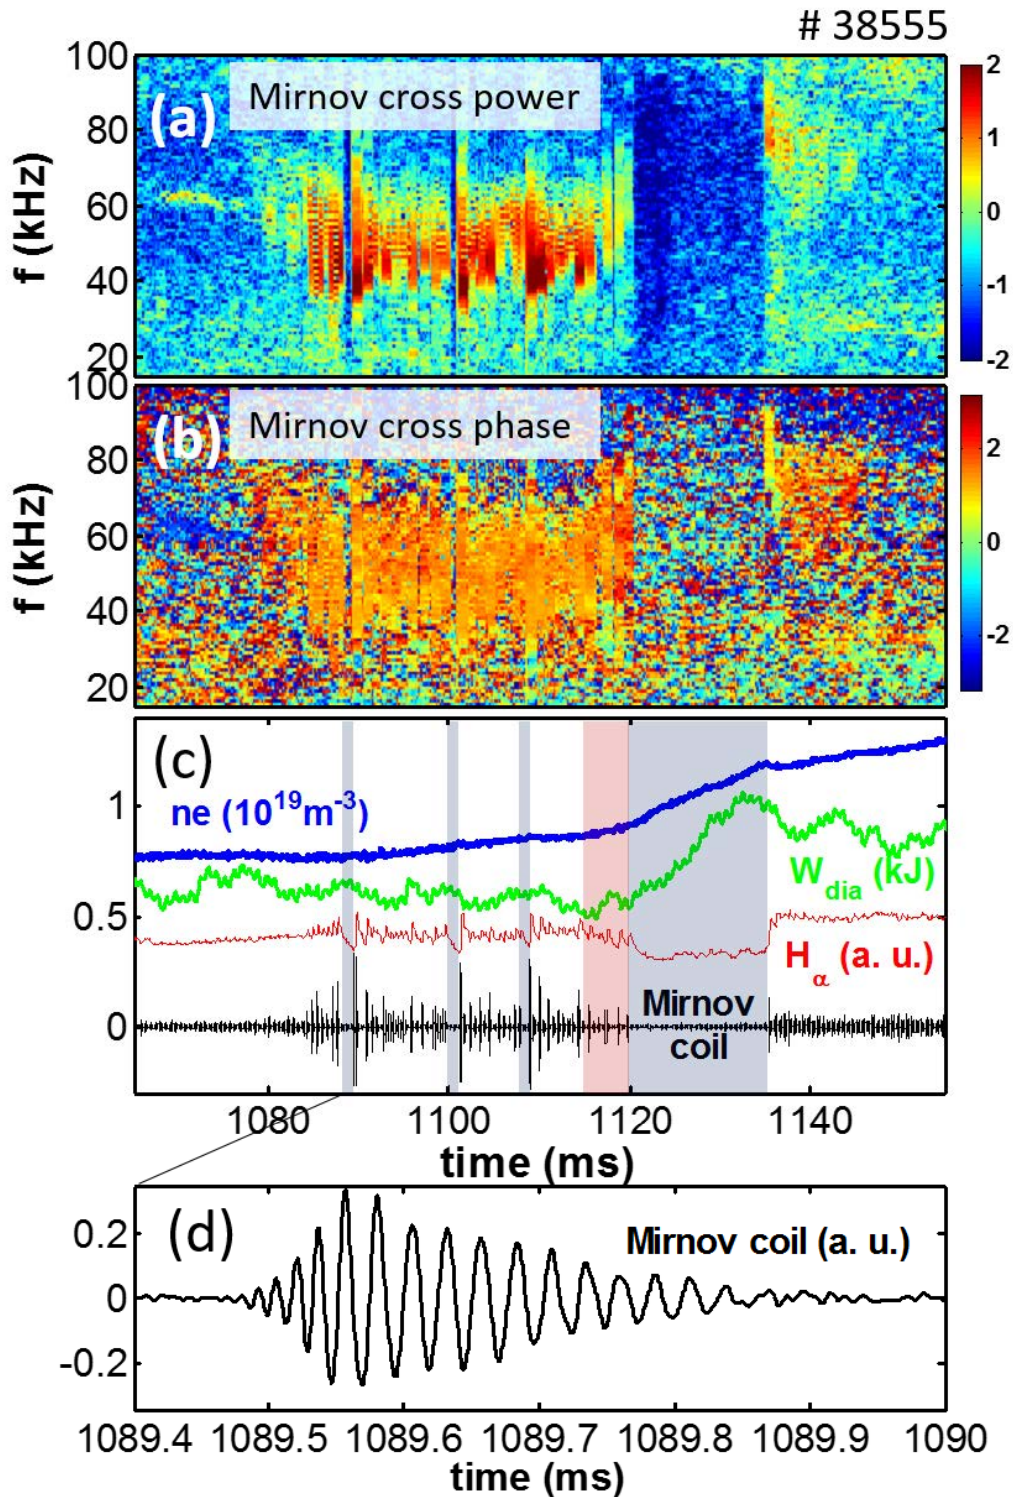 # 38555
100
80
60
40
20
f (kHz)
(a)
Mirnov cross power
2
1
0
-1
-2
100
80
60
40
20
f (kHz)
(b)
Mirnov cross phase
2
0
-2
(c)
1
0.5
0
ne (10^19 m^-3)
W_dia (kJ)
H_α (a. u.)
Mirnov
coil
1080 1100 1120 1140
time (ms)
(d)
Mirnov coil (a. u.)
0.2
0
-0.2
1089.4 1089.5 1089.6 1089.7 1089.8 1089.9 1090
time (ms)